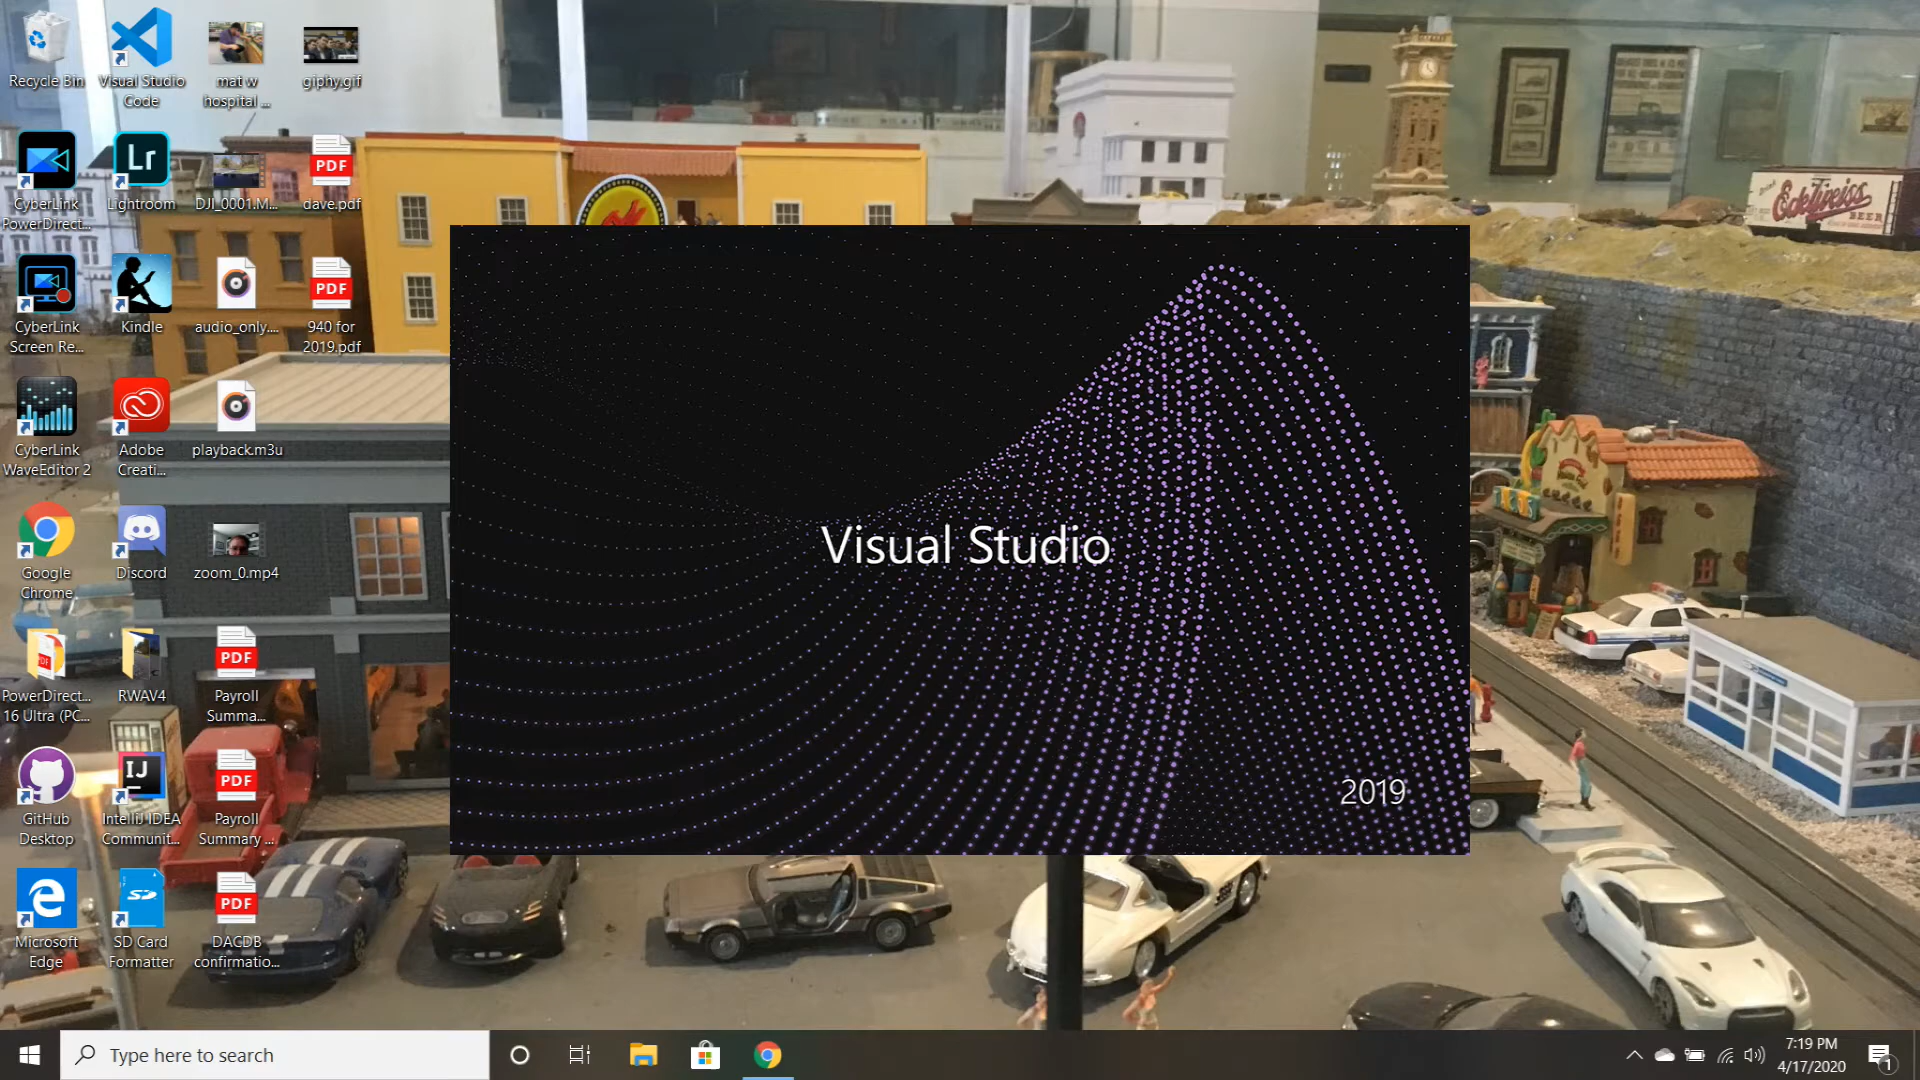 Recycle Bin
Visual Studio
Code
mat w
hospital ...
giphy.gif
CyberLink
PowerDirect...
Lightroom
DJI_0001.M...
dave.pdf
CyberLink
Screen Re...
Kindle
audio_only....
940 for
2019.pdf
CyberLink
WaveEditor 2
Adobe
Creati...
playback.m3u
Google
Chrome
Discord
zoom_0.mp4
PowerDirect...
16 Ultra (PC...
RWAV4
Payroll
Summa...
GitHub
Desktop
IntelliJ IDEA
Communit...
Payroll
Summary ...
Microsoft
Edge
SD Card
Formatter
DACDB
confirmatio...
Lr
PDF
PDF
PDF
IJ
PDF
SD
PDF
Visual Studio
2019
Edelweiss
BEER
Type here to search
7:19 PM
4/17/2020
1